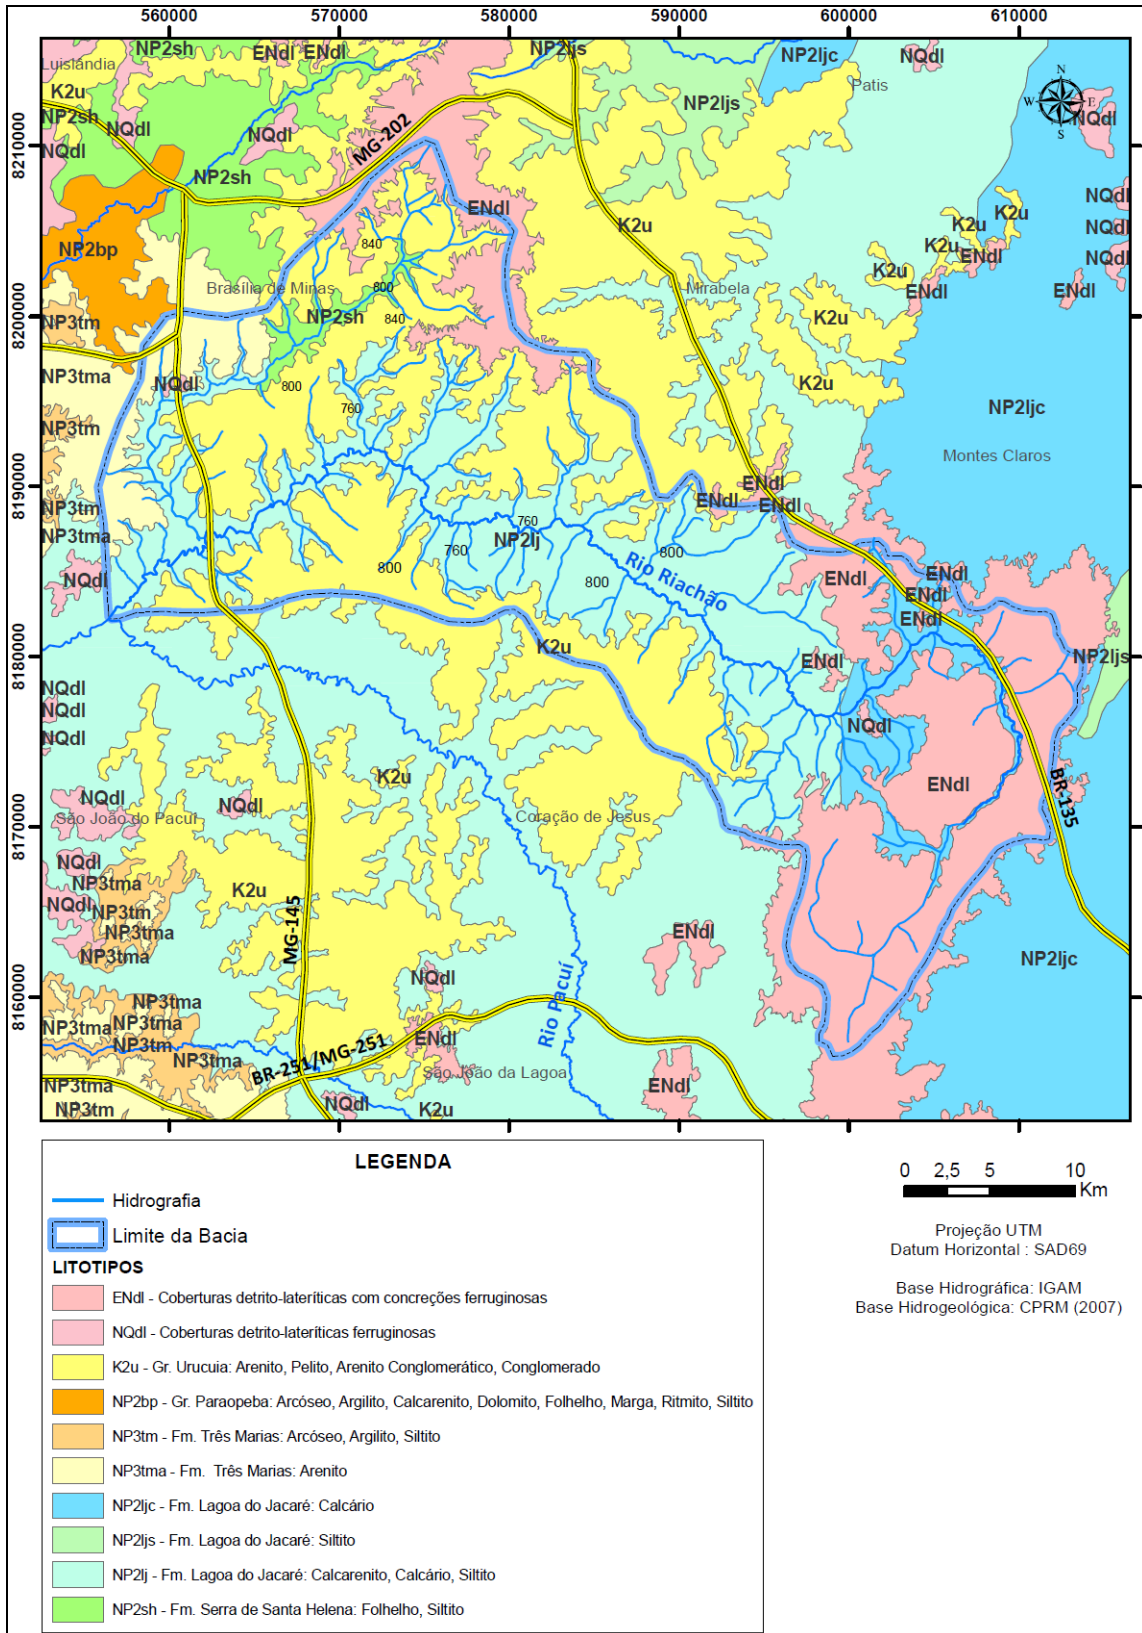 560000 570000 580000 590000 600000 610000
NP2sh ENdl ENdl NP2ljs NP2ljc NQdl
Luislândia
K2u
Patis
NP2sh NQdl NQdl NP2ljs NQdl
N
W E
S
8210000
NQdl
MG-202
NP2sh
ENdl
NQdl
K2u K2u K2u
NQdl
NP2bp
840
K2u ENdl NQdl
K2u
Brasília de Minas 800 Mirabela
ENdl ENdl
8200000
NP3tm NP2sh 840 K2u
NP3tma NQdl 800 K2u
760
NP2ljc
NP3tm
Montes Claros
8190000
ENdl
NP3tm ENdl ENdl
760
NP3tma NP2lj
760 800
Rio Riachão
NQdl 800 800 ENdl ENdl
ENdl
ENdl
8180000
K2u ENdl NP2ljs
NQdl
NQdl NQdl
NQdl
K2u ENdl
BR-135
NQdl NQdl
8170000
São João do Pacuí Coração de Jesus
NQdl
NP3tma
K2u
NQdl NP3tm
NP3tma ENdl
MG-145
NP3tma NP2ljc
NQdl
8160000
NP3tma
Rio Pacuí
NP3tma NP3tma
NP3tm ENdl
NP3tma
BR-251/MG-251
São João da Lagoa
NP3tma ENdl
NP3tm NQdl K2u
LEGENDA
Hidrografia
Limite da Bacia
LITOTIPOS
ENdl - Coberturas detrito-lateríticas com concreções ferruginosas
NQdl - Coberturas detrito-lateríticas ferruginosas
K2u - Gr. Urucuia: Arenito, Pelito, Arenito Conglomerático, Conglomerado
NP2bp - Gr. Paraopeba: Arcóseo, Argilito, Calcarenito, Dolomito, Folhelho, Marga, Ritmito, Siltito
NP3tm - Fm. Três Marias: Arcóseo, Argilito, Siltito
NP3tma - Fm. Três Marias: Arenito
NP2ljc - Fm. Lagoa do Jacaré: Calcário
NP2ljs - Fm. Lagoa do Jacaré: Siltito
NP2lj - Fm. Lagoa do Jacaré: Calcarenito, Calcário, Siltito
NP2sh - Fm. Serra de Santa Helena: Folhelho, Siltito
0 2,5 5 10
Km
Projeção UTM
Datum Horizontal : SAD69
Base Hidrográfica: IGAM
Base Hidrogeológica: CPRM (2007)